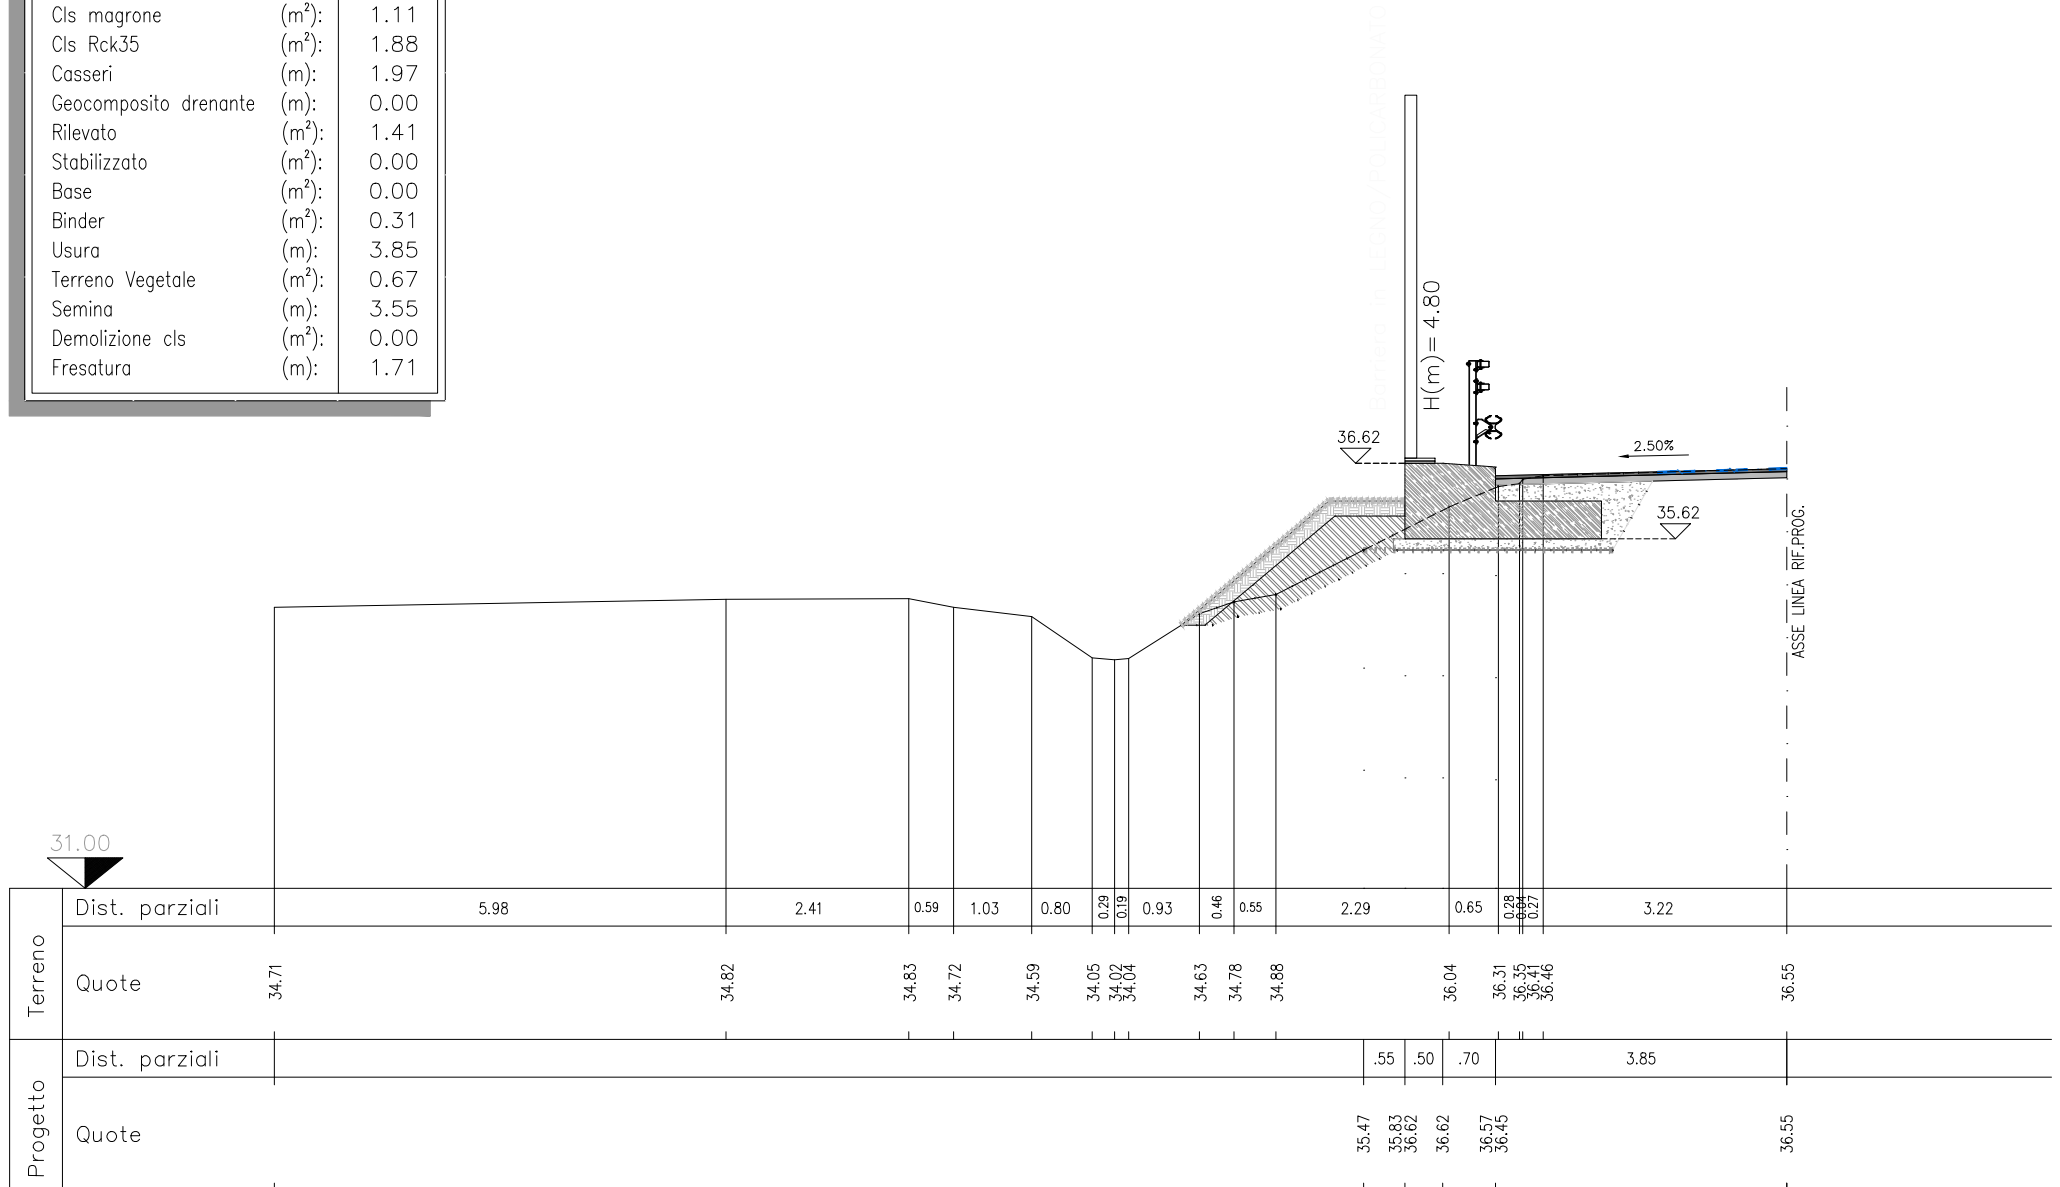 Cls magrone (m²): 1.11
Cls Rck35 (m²): 1.88
Casseri (m): 1.97
Geocomposito drenante (m): 0.00
Rilevato (m²): 1.41
Stabilizzato (m²): 0.00
Base (m²): 0.00
Binder (m²): 0.31
Usura (m): 3.85
Terreno Vegetale (m²): 0.67
Semina (m): 3.55
Demolizione cls (m²): 0.00
Fresatura (m): 1.71
Barriera in LEGNO/POLICARBONATO
H(m)= 4.80
36.62
2.50%
35.62
ASSE LINEA RIF.PROG.
31.00
Terreno
Dist. parziali 5.98 2.41 0.59 1.03 0.80 0.29 0.19 0.93 0.46 0.55 2.29 0.65 0.28 0.04 0.27 3.22
Quote 34.71 34.82 34.83 34.72 34.59 34.05 34.02 34.04 34.63 34.78 34.88 36.04 36.31 36.35 36.41 36.46 36.55
Progetto
Dist. parziali .55 .50 .70 3.85
Quote 35.47 35.83 36.62 36.62 36.57 36.45 36.55